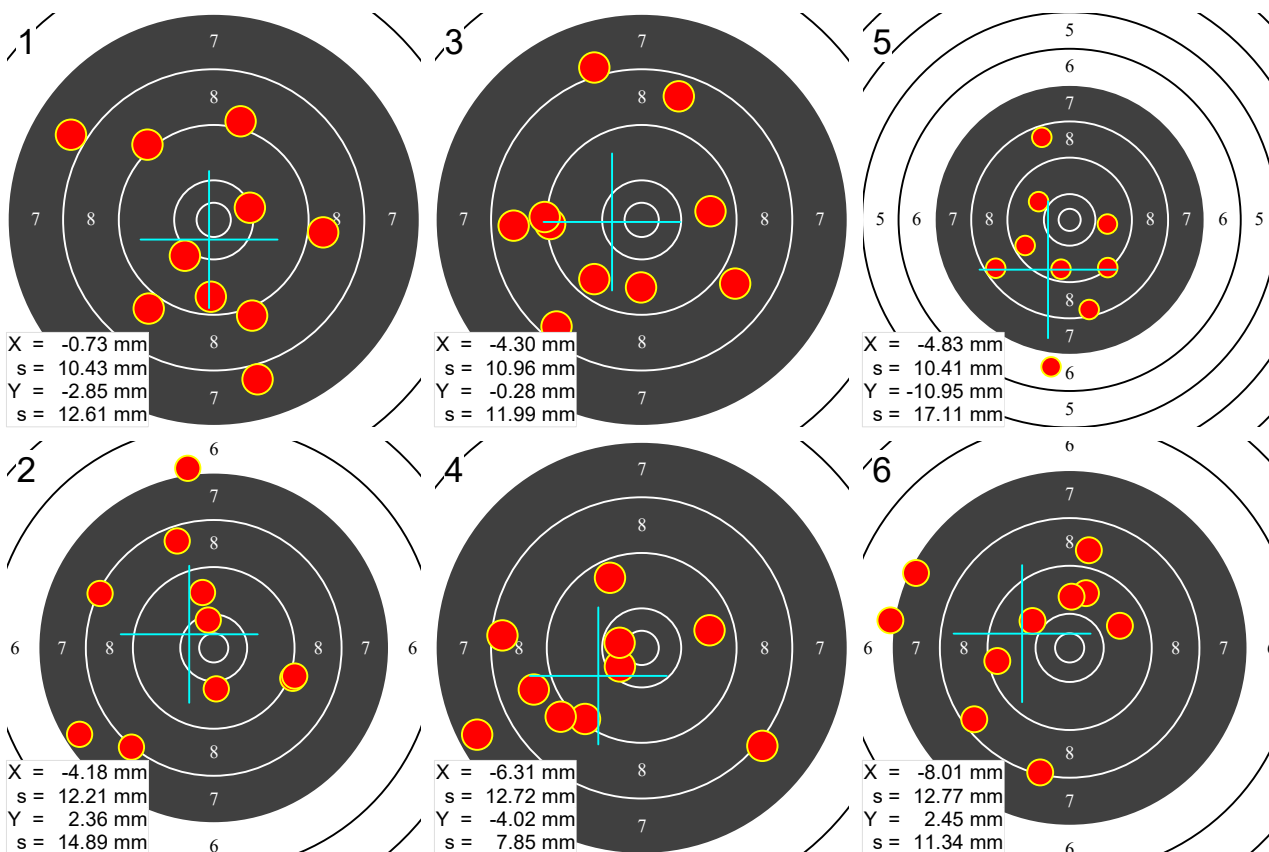 1
7
8
7 8 8 7
8
7
X = -0.73 mm
s = 10.43 mm
Y = -2.85 mm
s = 12.61 mm
3
7
8
7 8 8 7
8
7
X = -4.30 mm
s = 10.96 mm
Y = -0.28 mm
s = 11.99 mm
5
5
6
7
8
5 6 7 8 8 7 6 5
8
7
6
5
X = -4.83 mm
s = 10.41 mm
Y = -10.95 mm
s = 17.11 mm
2
6
7
8
6 7 8 8 7 6
8
7
6
X = -4.18 mm
s = 12.21 mm
Y = 2.36 mm
s = 14.89 mm
4
7
8
7 8 8 7
8
7
X = -6.31 mm
s = 12.72 mm
Y = -4.02 mm
s = 7.85 mm
6
6
7
8
7 8 8 7
8
7
6
X = -8.01 mm
s = 12.77 mm
Y = 2.45 mm
s = 11.34 mm